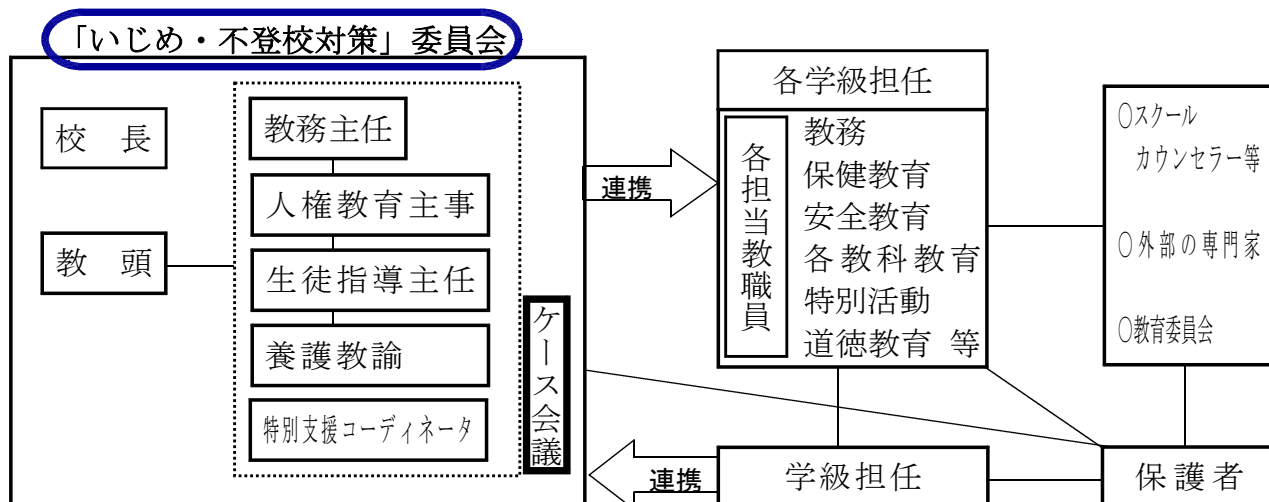 「いじめ・不登校対策」委員会
校 長
教 頭
教務主任
人権教育主事
生徒指導主任
養護教諭
特別支援コーディネータ
ケース会議
連携
各学級担任
各担当教職員
教務
保健教育
安全教育
各教科教育
特別活動
道徳教育 等
○スクール
カウンセラー等
○外部の専門家
○教育委員会
連携
学級担任
保護者